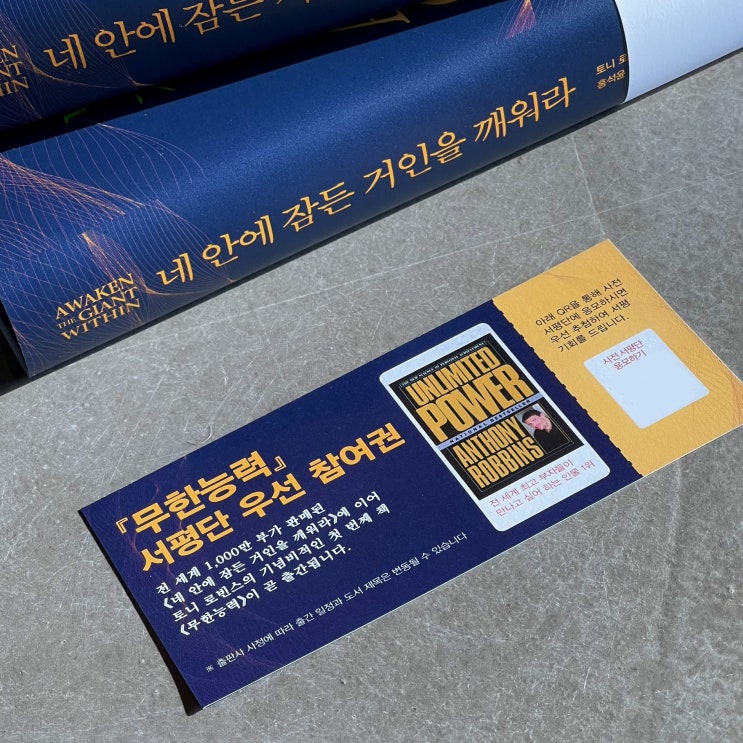 네 안에 잠든
GIANT
WITHIN
네 안에 잠든 거인을 깨워라
AWAKEN
THE GIANT
WITHIN
토니
홍석윤
『무한능력』
서평단 우선 참여권
전 세계 1,000만 부가 판매된
《네 안에 잠든 거인을 깨워라》에 이어
토니 로빈스의 기념비적인 첫 번째 책
《무한능력》이 곧 출간됩니다.
※ 출판사 사정에 따라 출간 일정과 도서 제목은 변동될 수 있습니다
UNLIMITED
POWER
NATIONAL BESTSELLER
ANTHONY
ROBBINS
전 세계 최고 부자들이
만나고 싶어 하는 인물 1위
아래 QR을 통해 사전
서평단에 응모하시면
우선 추첨하여 서평
기회를 드립니다.
사전 서평단
응모하기